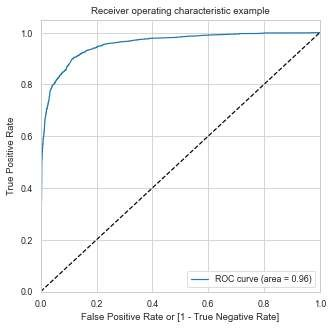 Receiver operating characteristic example
1.0
0.8
0.6
0.4
0.2
0.0
True Positive Rate
ROC curve (area = 0.96)
0.0 0.2 0.4 0.6 0.8 1.0
False Positive Rate or [1 - True Negative Rate]